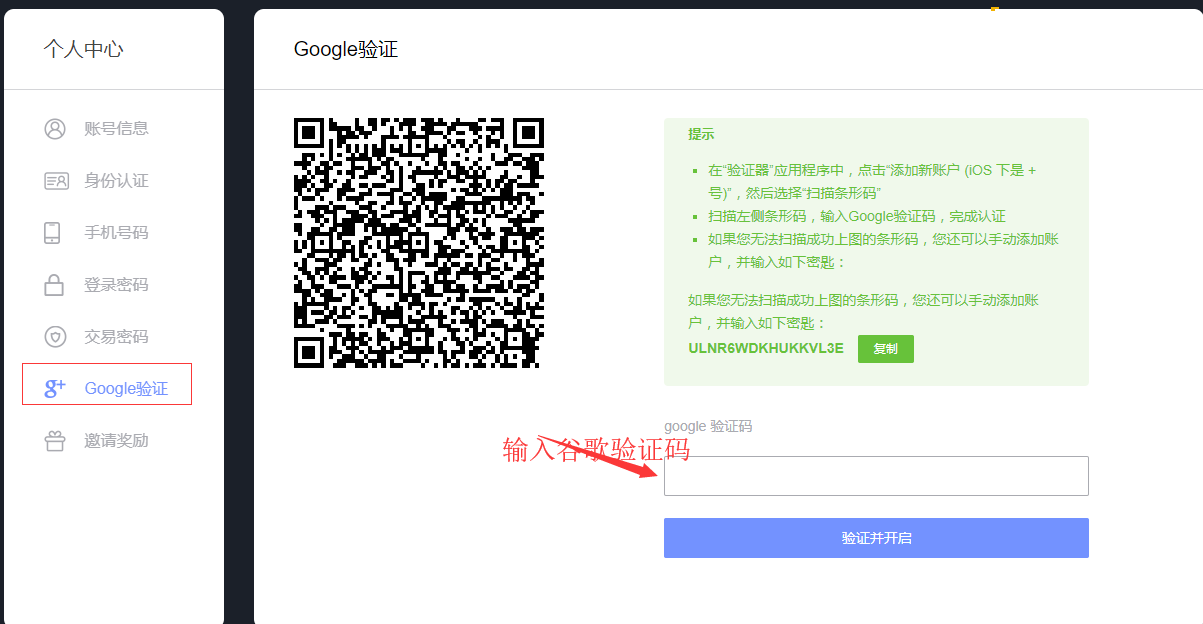 个人中心
账号信息
身份认证
手机号码
登录密码
交易密码
Google验证
邀请奖励
Google验证
提示
在“验证器”应用程序中，点击“添加新账户 (iOS 下是 +
号)”，然后选择“扫描条形码”
扫描左侧条形码，输入Google验证码，完成认证
如果您无法扫描成功上图的条形码，您还可以手动添加账
户，并输入如下密匙：
如果您无法扫描成功上图的条形码，您还可以手动添加账
户，并输入如下密匙：
ULNR6WDKHUKKVL3E 复制
google 验证码
输入谷歌验证码
验证并开启